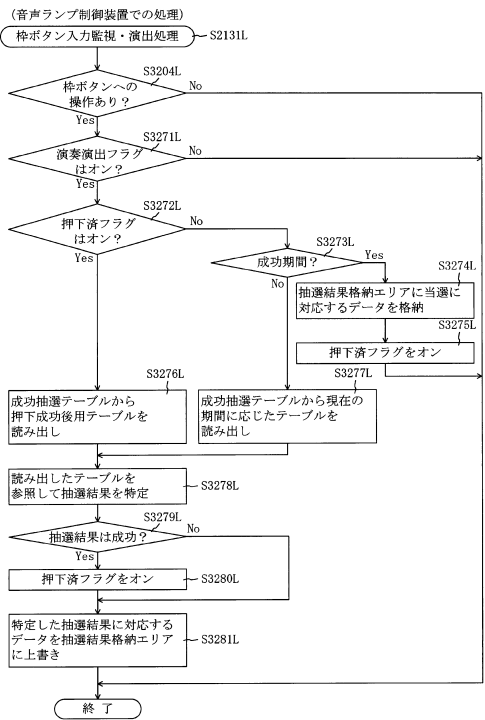 (音声ランプ制御装置での処理)
枠ボタン入力監視・演出処理
S2131L
S3204L
枠ボタンへの
操作あり？
No
Yes
S3271L
演奏演出フラグ
はオン？
No
Yes
S3272L
押下済フラグ
はオン？
No
Yes
S3273L
成功期間？
Yes
No
S3274L
抽選結果格納エリアに当選に
対応するデータを格納
S3275L
押下済フラグをオン
S3276L
成功抽選テーブルから
押下成功後用テーブルを
読み出し
S3277L
成功抽選テーブルから現在の
期間に応じたテーブルを
読み出し
読み出したテーブルを
参照して抽選結果を特定
S3278L
S3279L
抽選結果は成功？
No
Yes
押下済フラグをオン
S3280L
特定した抽選結果に対応する
データを抽選結果格納エリア
に上書き
S3281L
終了